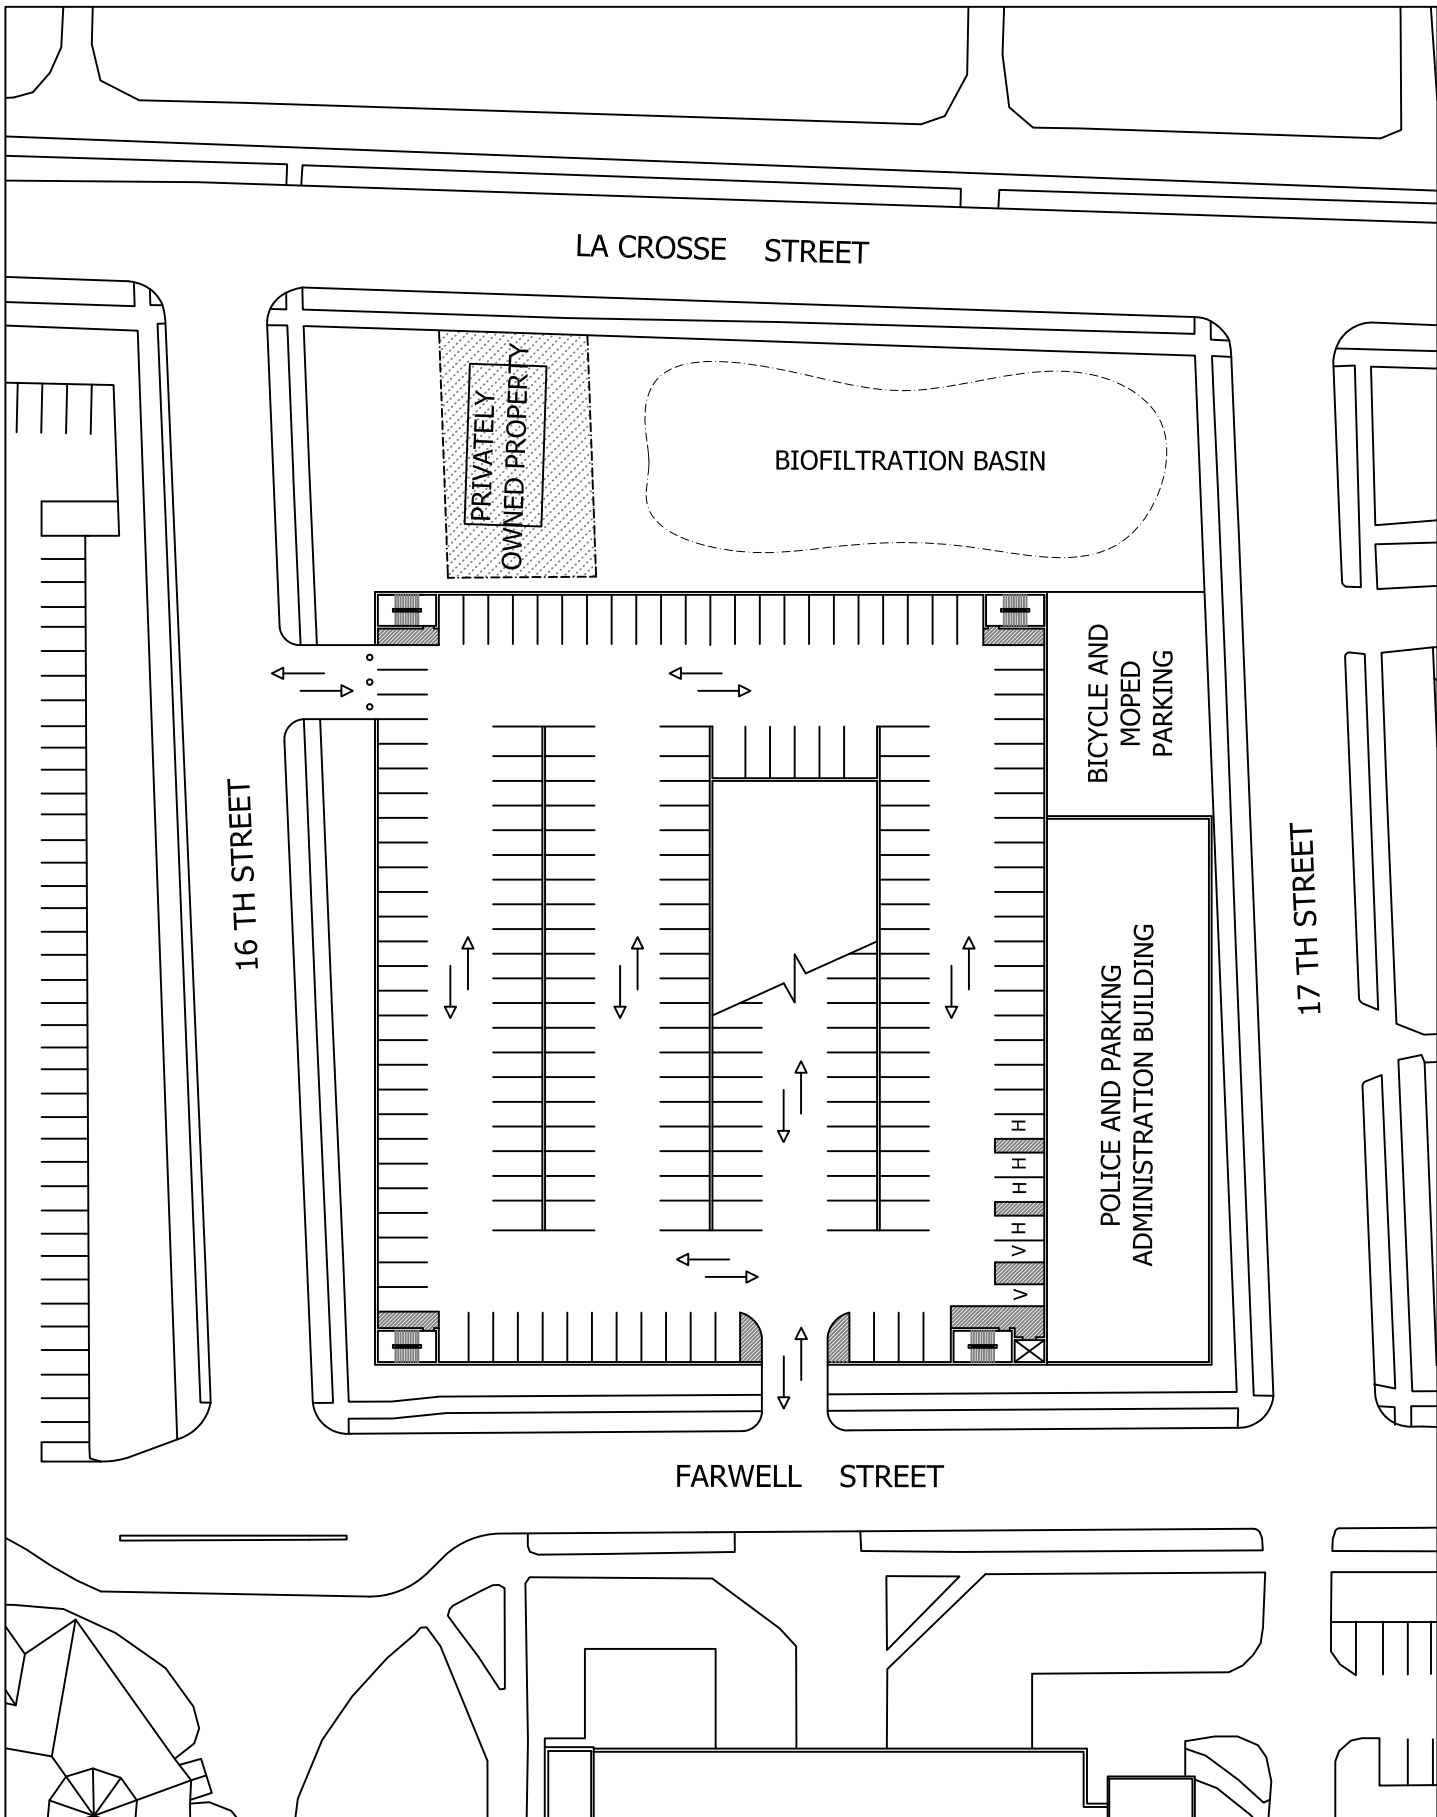 LA CROSSE STREET
PRIVATELY
OWNED PROPERTY
BIOFILTRATION BASIN
BICYCLE AND
MOPED
PARKING
16 TH STREET
17 TH STREET
POLICE AND PARKING
ADMINISTRATION BUILDING
H
H
H
H
V
V
FARWELL STREET